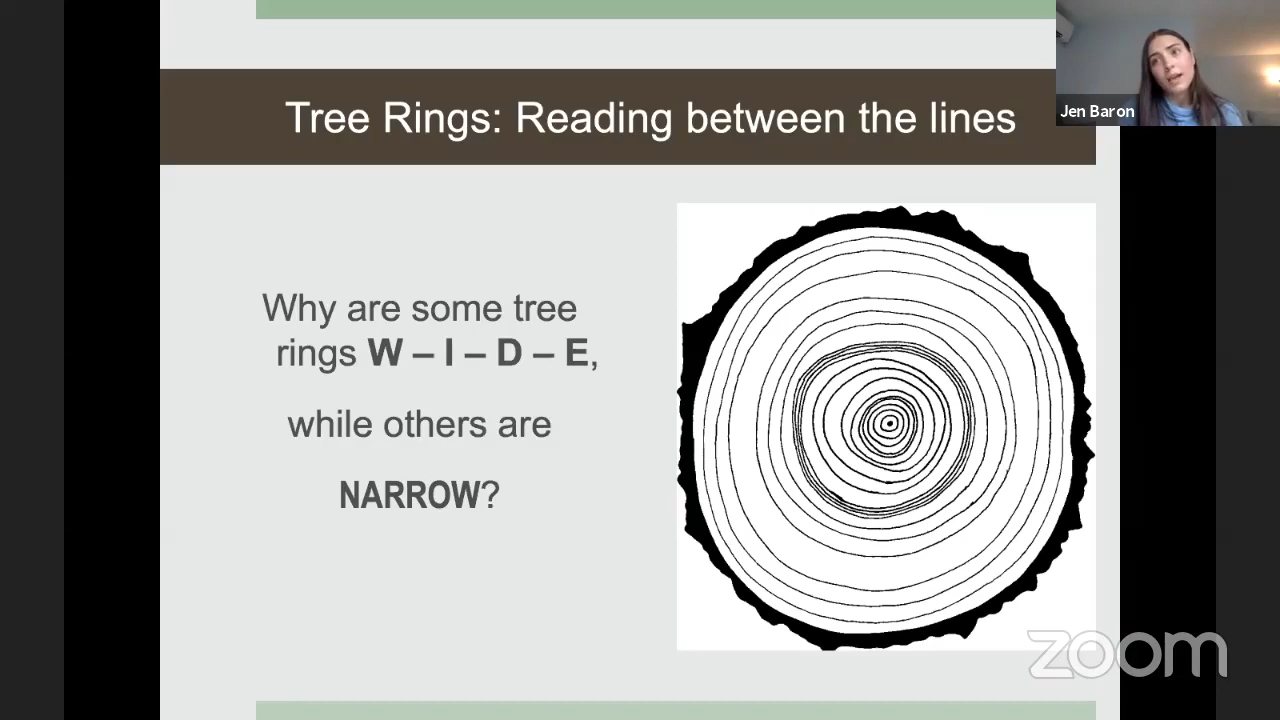 Tree Rings: Reading between the lines
Jen Baron
Why are some tree
rings W – I – D – E,
while others are
NARROW?
zoom